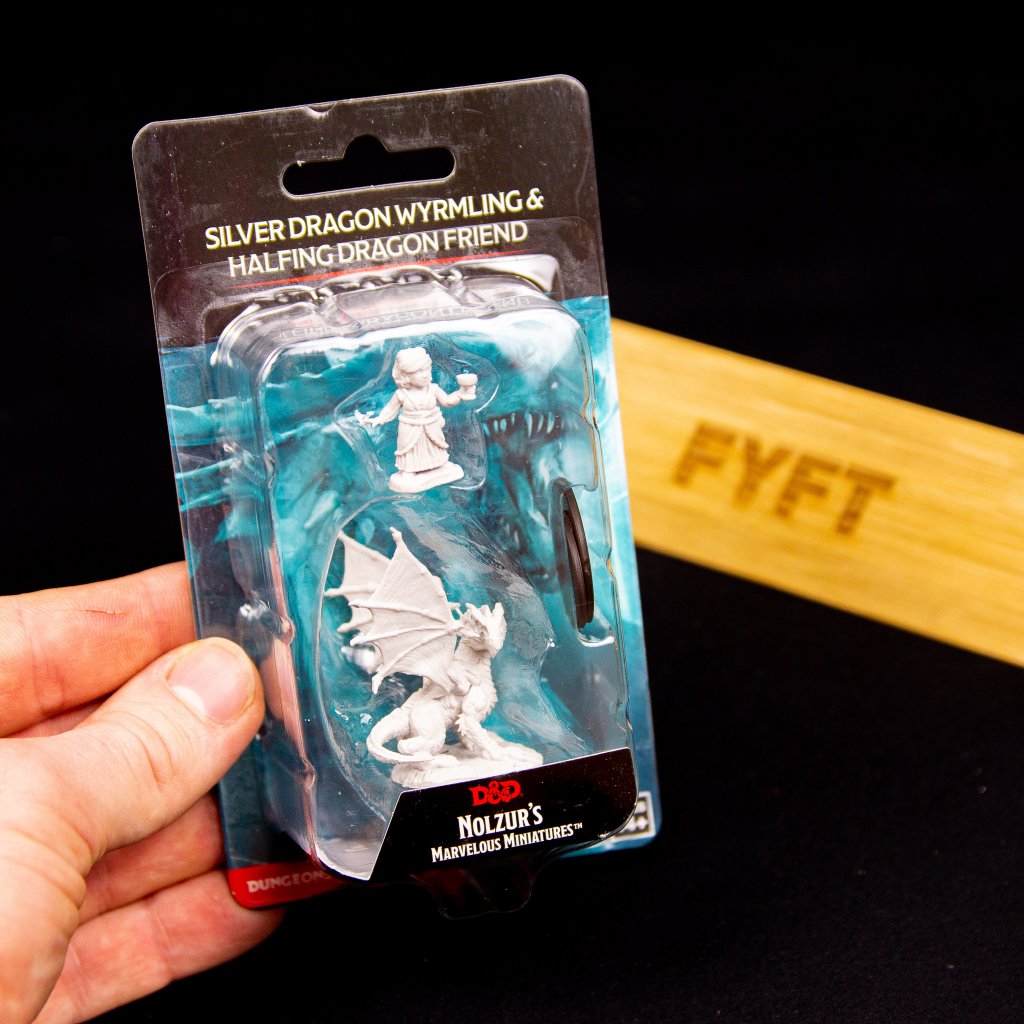 SILVER DRAGON WYRMLING &
HALFING DRAGON FRIEND
FYFT
D&D
NOLZUR'S
MARVELOUS MINIATURES™
DUNGEONS